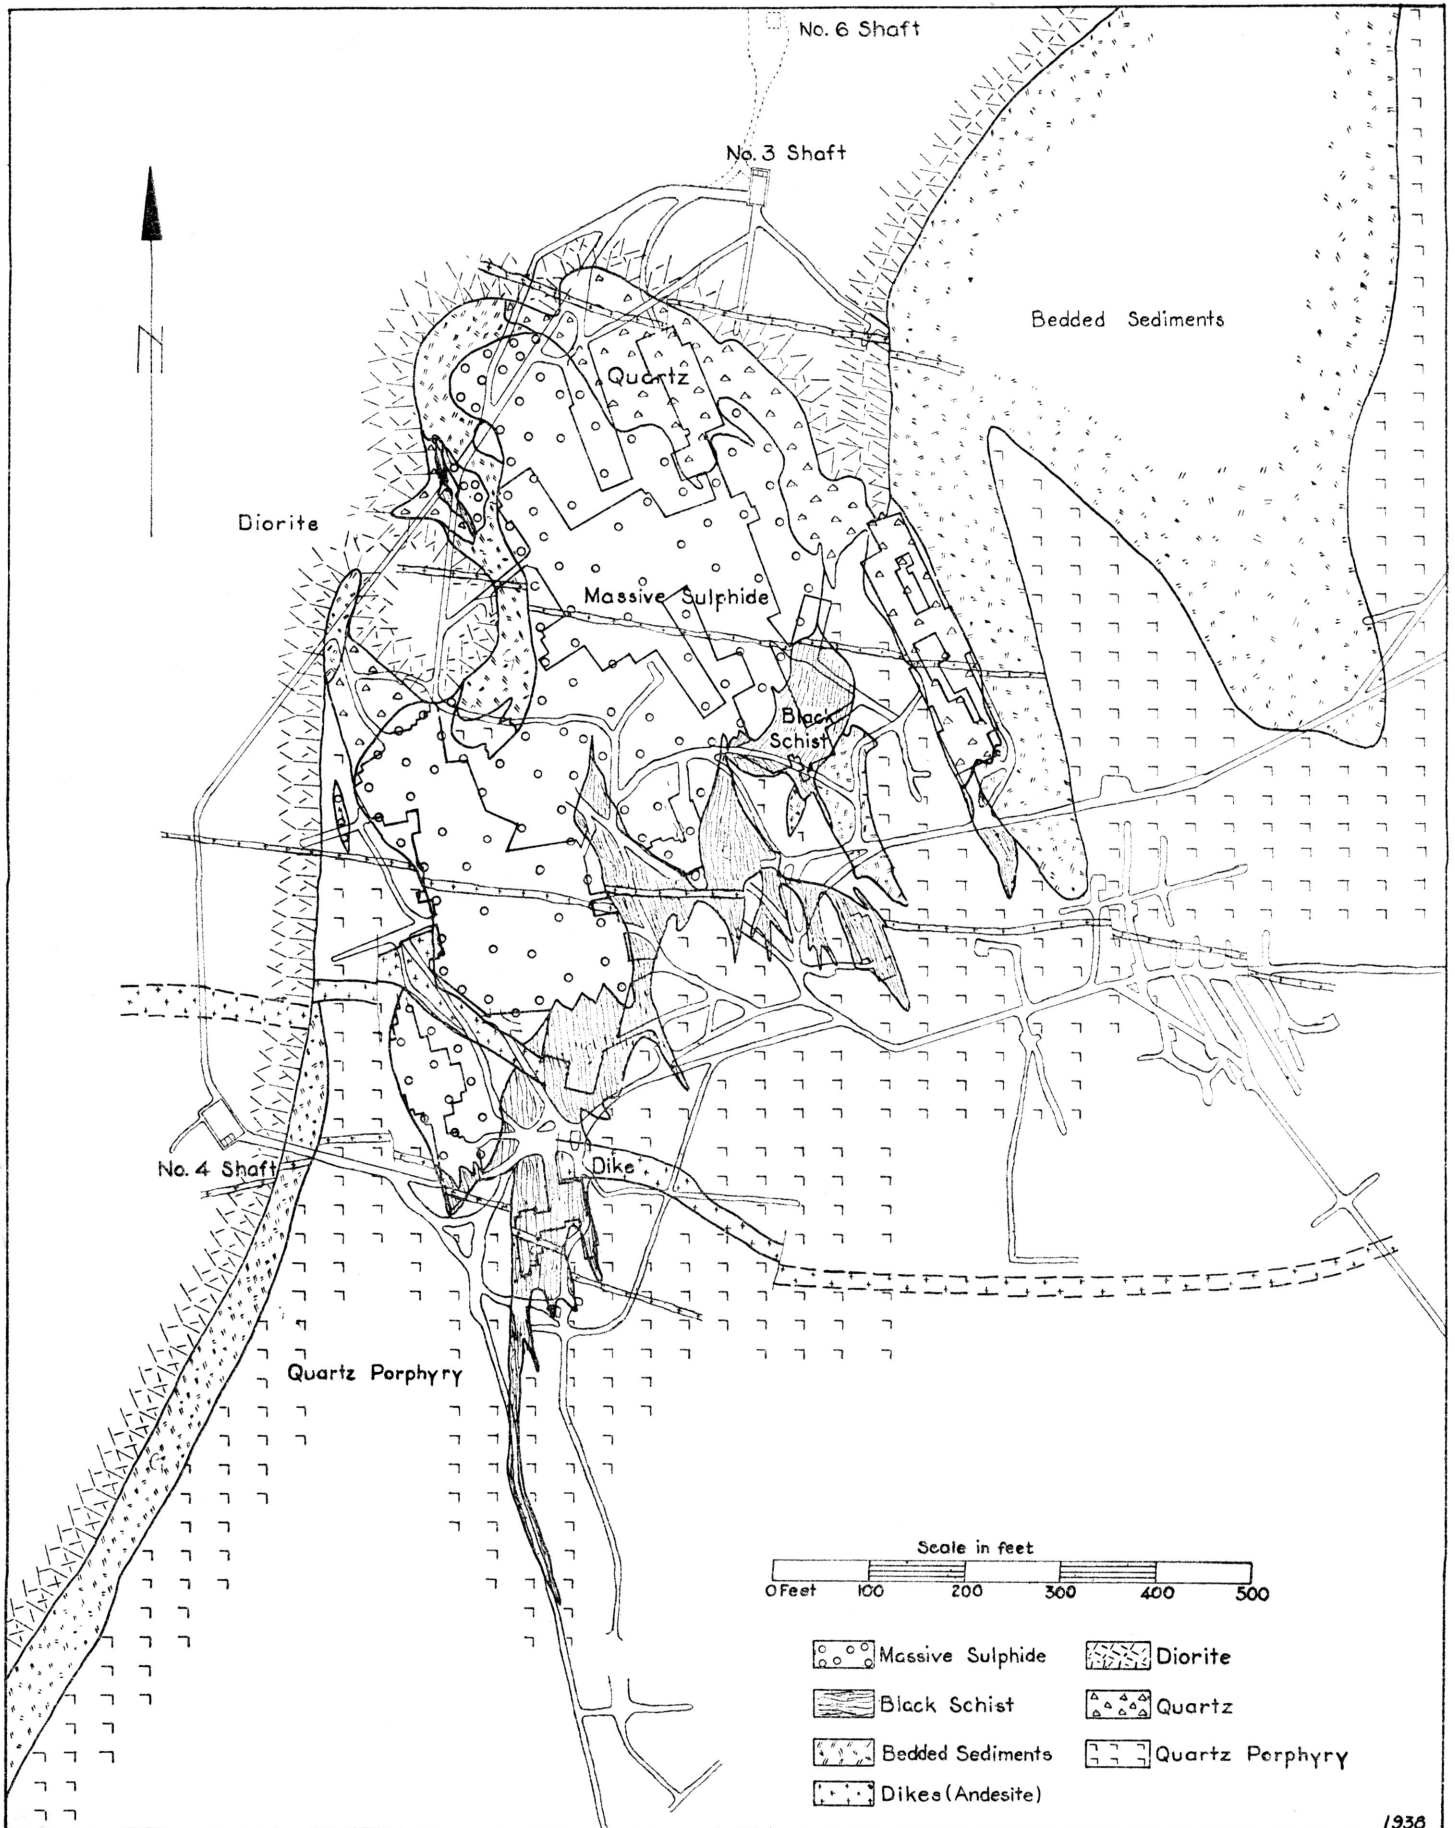 No. 6 Shaft
No. 3 Shaft
N
Bedded Sediments
Quartz
Diorite
Massive Sulphide
Black
Schist
No. 4 Shaft
Dike
Quartz Porphyry
Scale in feet
0 Feet 100 200 300 400 500
Massive Sulphide
Diorite
Black Schist
Quartz
Bedded Sediments
Quartz Porphyry
Dikes (Andesite)
1938